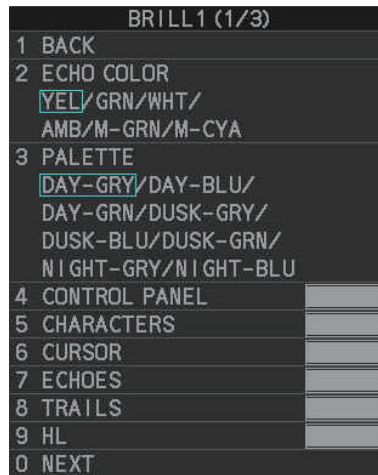 BRILL1 (1/3)
1 BACK
2 ECHO COLOR
YEL/GRN/WHT/
AMB/M-GRN/M-CYA
3 PALETTE
DAY-GRY/DAY-BLU/
DAY-GRN/DUSK-GRY/
DUSK-BLU/DUSK-GRN/
NIGHT-GRY/NIGHT-BLU
4 CONTROL PANEL
5 CHARACTERS
6 CURSOR
7 ECHOES
8 TRAILS
9 HL
0 NEXT